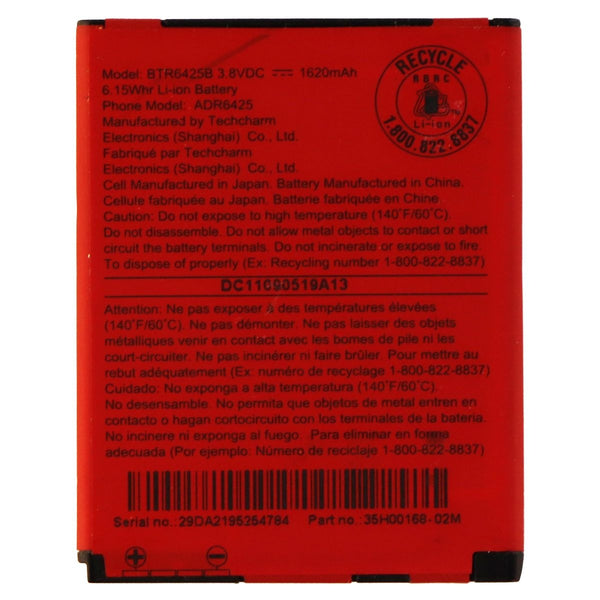 Model: BTR6425B 3.8VDC ⎓ 1620mAh
6.15Whr Li-ion Battery
Phone Model: ADR6425
Manufactured by Techcharm
Electronics (Shanghai) Co., Ltd.
Fabriqué par Techcharm
Electronics (Shanghai) Co., Ltd.
RECYCLE
RBRC
Li-ion
1.800.822.8837
Cell Manufactured in Japan. Battery Manufactured in China.
Cellule fabriquée au Japan. Batterie fabriquée en Chine.
Caution: Do not expose to high temperature (140°F/60°C).
Do not disassemble. Do not allow metal objects to contact or short
circuit the battery terminals. Do not incinerate or expose to fire.
To dispose of properly (Ex: Recycling number 1-800-822-8837)
DC11690519A13
Attention: Ne pas exposer à des températures élevées
(140°F/60°C). Ne pas démonter. Ne pas laisser des objets
métalliques venir en contact avec les bornes de pile ni les
court-circuiter. Ne pas incinérer ni faire brûler. Pour mettre au
rebut adéquatement (Ex: numéro de recyclage 1-800-822-8837)
Cuidado: No exponga a alta temperatura (140°F/60°C).
No desensamble. No permita que objetos de metal entren en
contacto o hagan cortocircuito con los terminales de la bateria.
No incinere ni exponga al fuego. Para eliminar en forma
adecuada (Por ejemplo: Número de reciclaje 1-800-822-8837)
Serial no.: 29DA2195254784 Part no.: 35H00168-02M
+ -